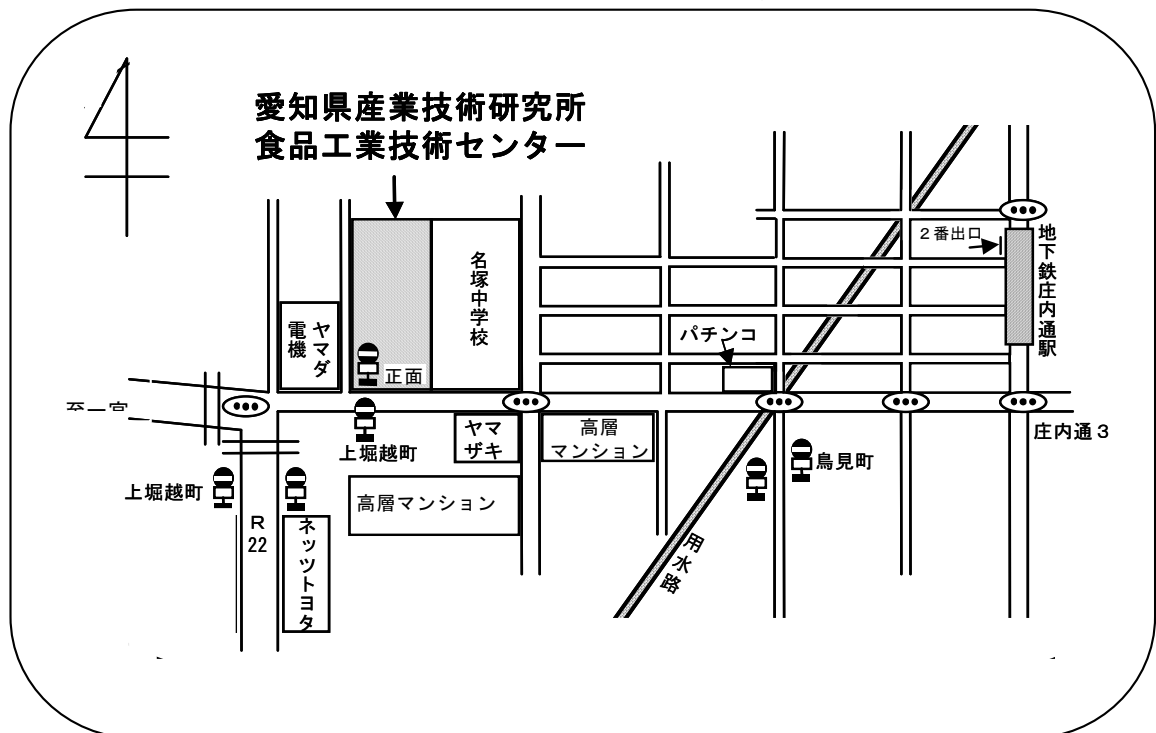 愛知県産業技術研究所
食品工業技術センター
２番出口
地下鉄庄内通駅
名塚中学校
ヤマダ
電機
パチンコ
正面
至一宮
ヤマ
ザキ
高層
マンション
庄内通３
上堀越町
鳥見町
上堀越町
高層マンション
R
22
ネッツトヨタ
用水路